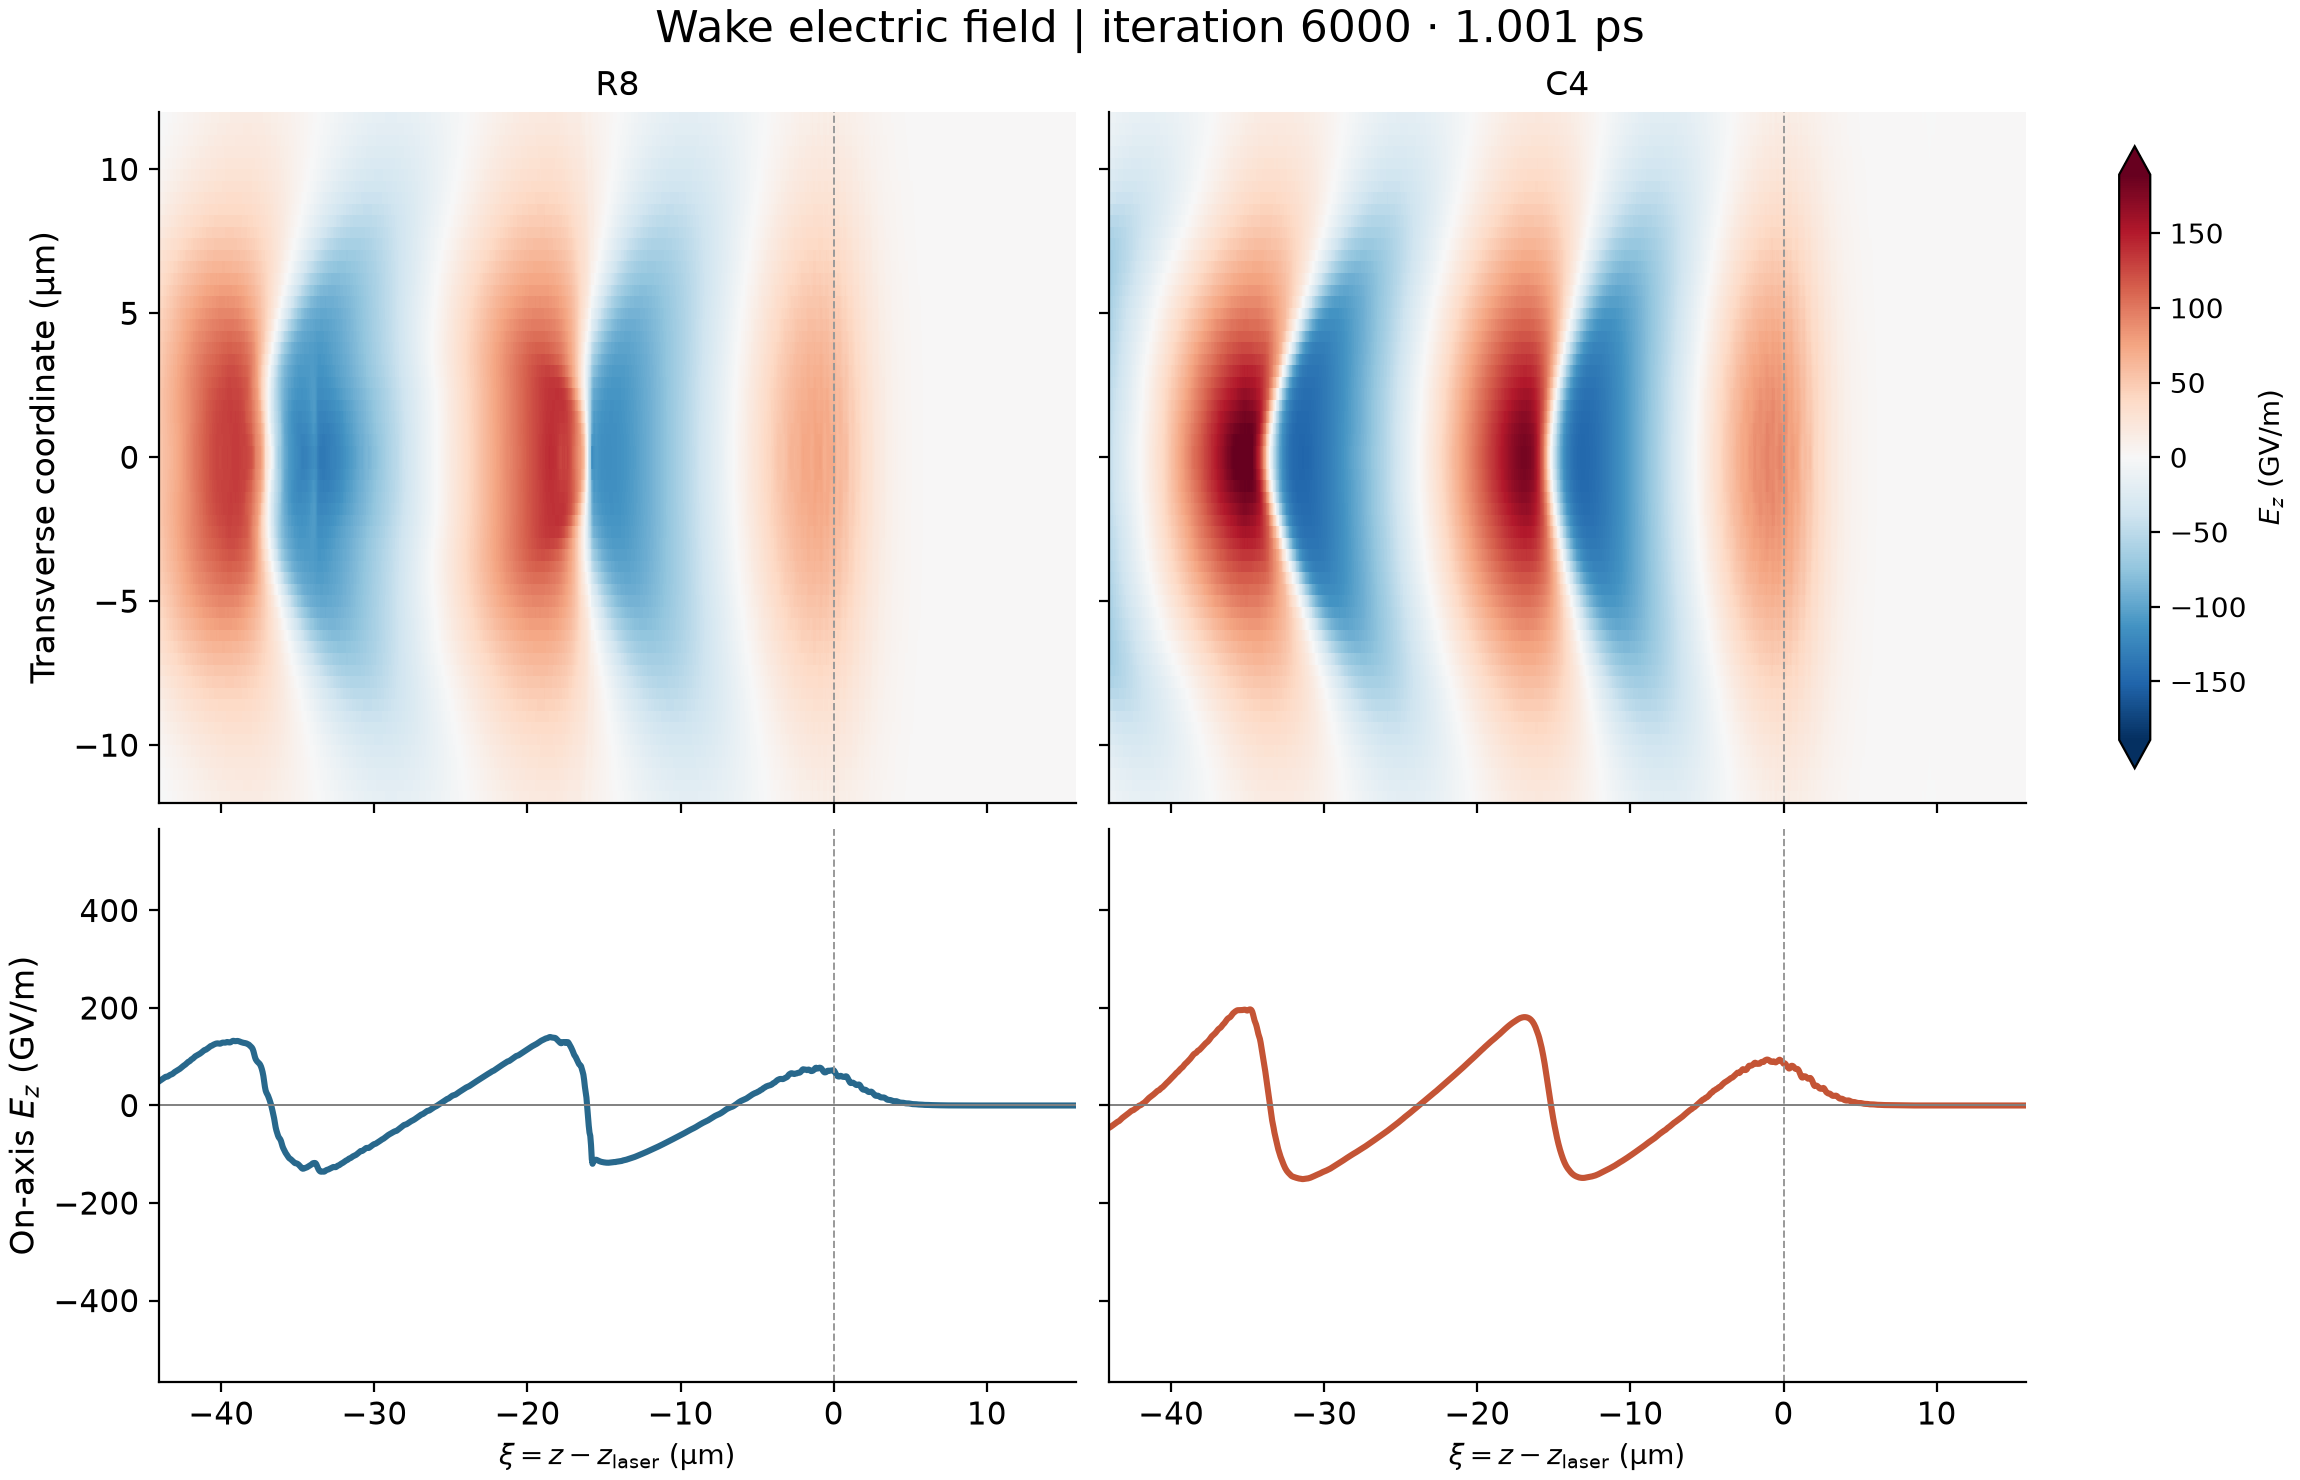 Wake electric field | iteration 6000 · 1.001 ps
R8
C4
Transverse coordinate (μm)
10
5
0
−5
−10
150
100
50
0
−50
−100
−150
E_z (GV/m)
On-axis E_z (GV/m)
400
200
0
−200
−400
−40 −30 −20 −10 0 10
−40 −30 −20 −10 0 10
ξ = z − z_laser (μm)
ξ = z − z_laser (μm)